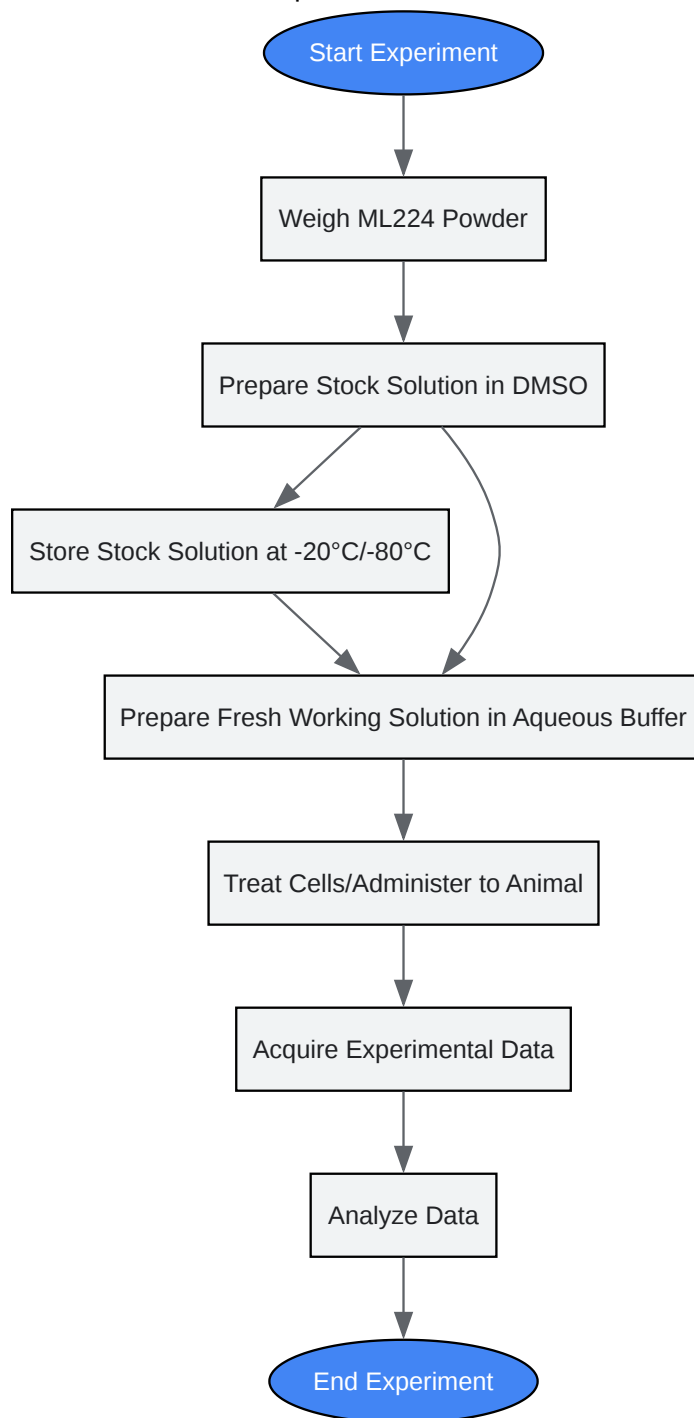 Start Experiment
Weigh ML224 Powder
Prepare Stock Solution in DMSO
Store Stock Solution at -20°C/-80°C
Prepare Fresh Working Solution in Aqueous Buffer
Treat Cells/Administer to Animal
Acquire Experimental Data
Analyze Data
End Experiment